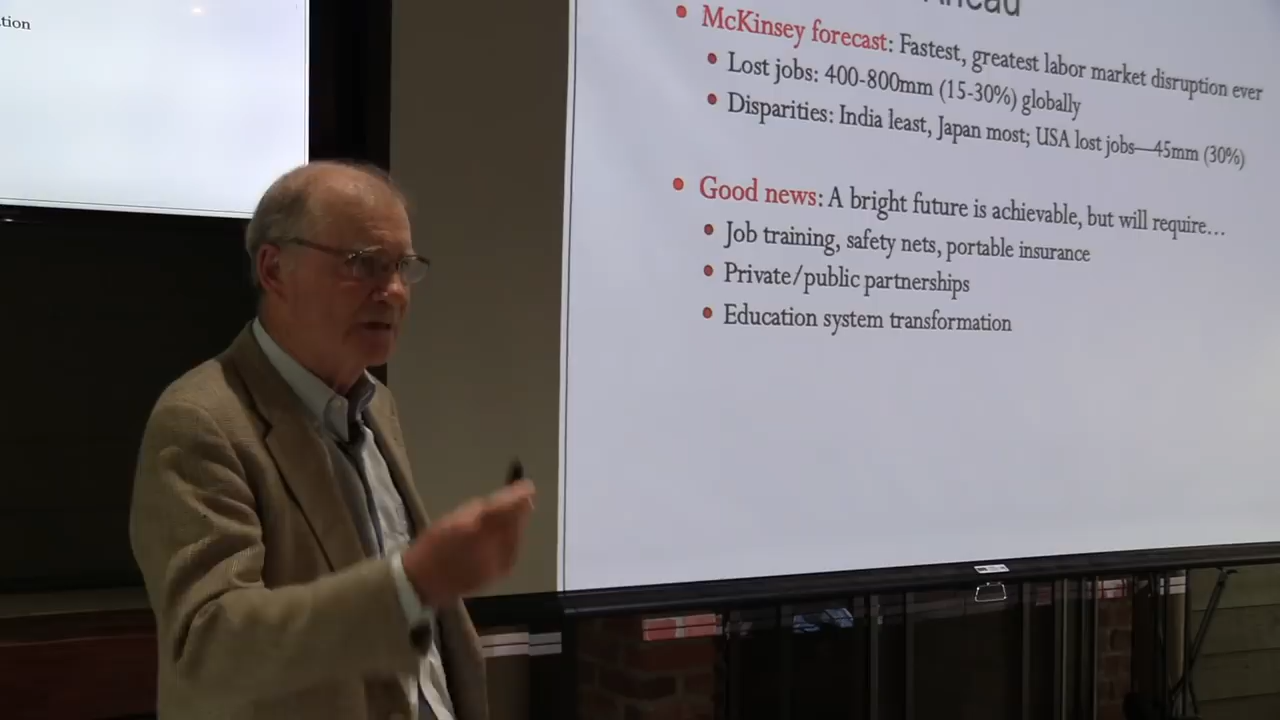 tion
Ahead
• McKinsey forecast: Fastest, greatest labor market disruption ever
• Lost jobs: 400-800mm (15-30%) globally
• Disparities: India least, Japan most; USA lost jobs—45mm (30%)
• Good news: A bright future is achievable, but will require...
• Job training, safety nets, portable insurance
• Private/public partnerships
• Education system transformation